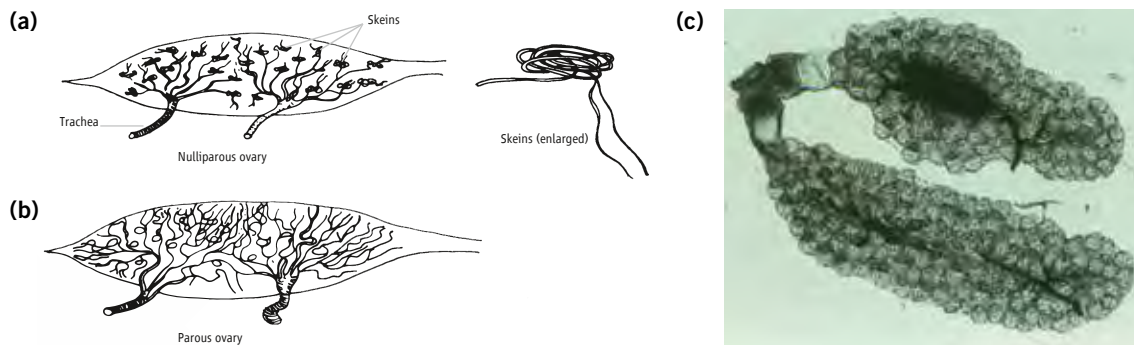 (a)
Skeins
Trachea
Nulliparous ovary
Skeins (enlarged)
(b)
Parous ovary
(c)